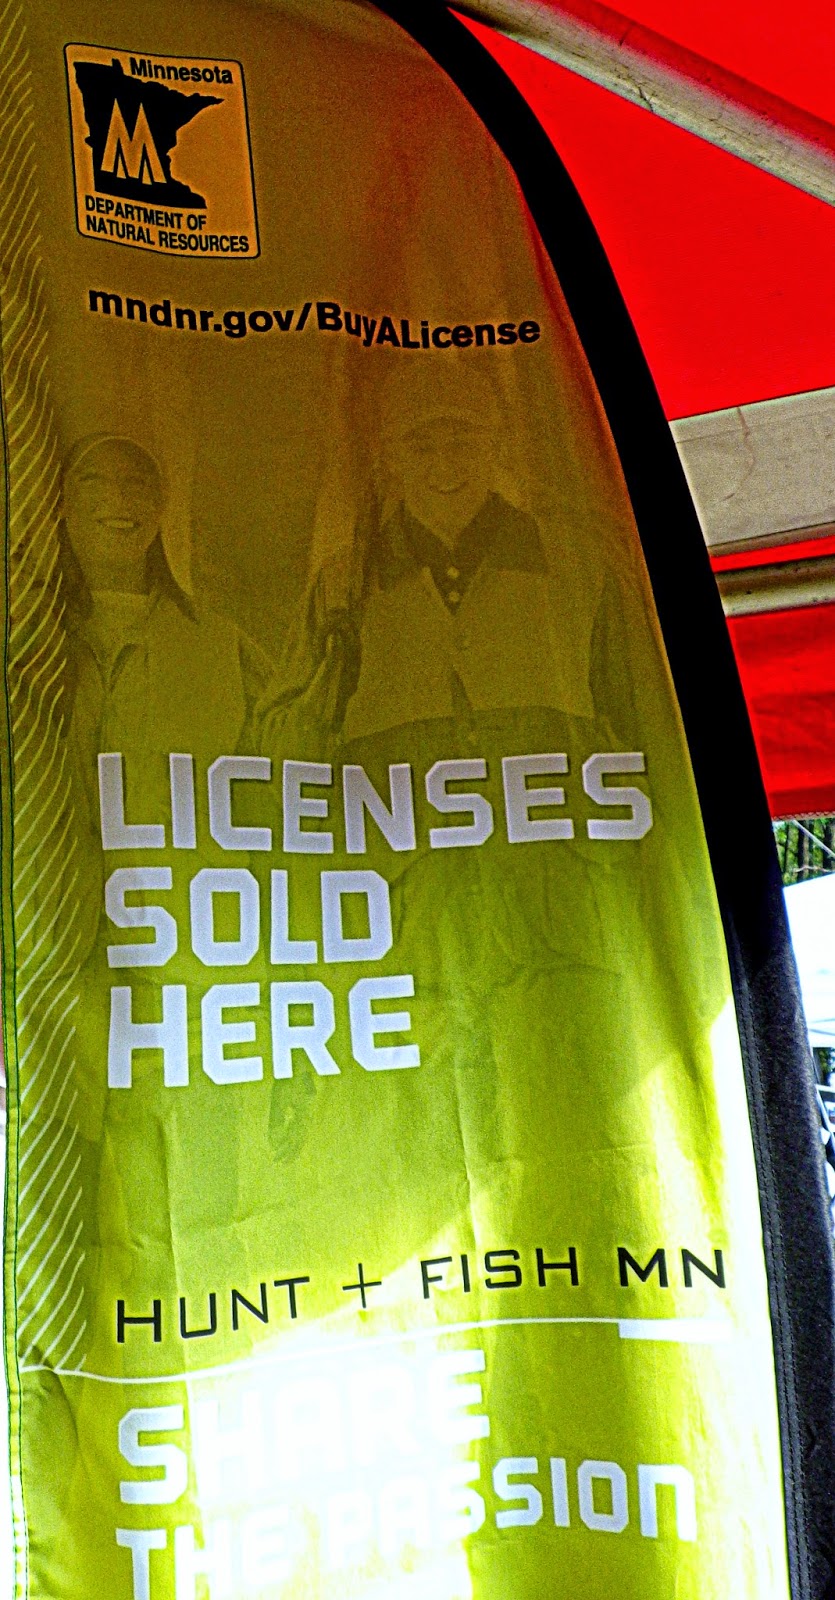 Minnesota
M
DEPARTMENT OF
NATURAL RESOURCES
mndnr.gov/BuyALicense
LICENSES
SOLD
HERE
HUNT + FISH MN
SHARE
THE PASSION